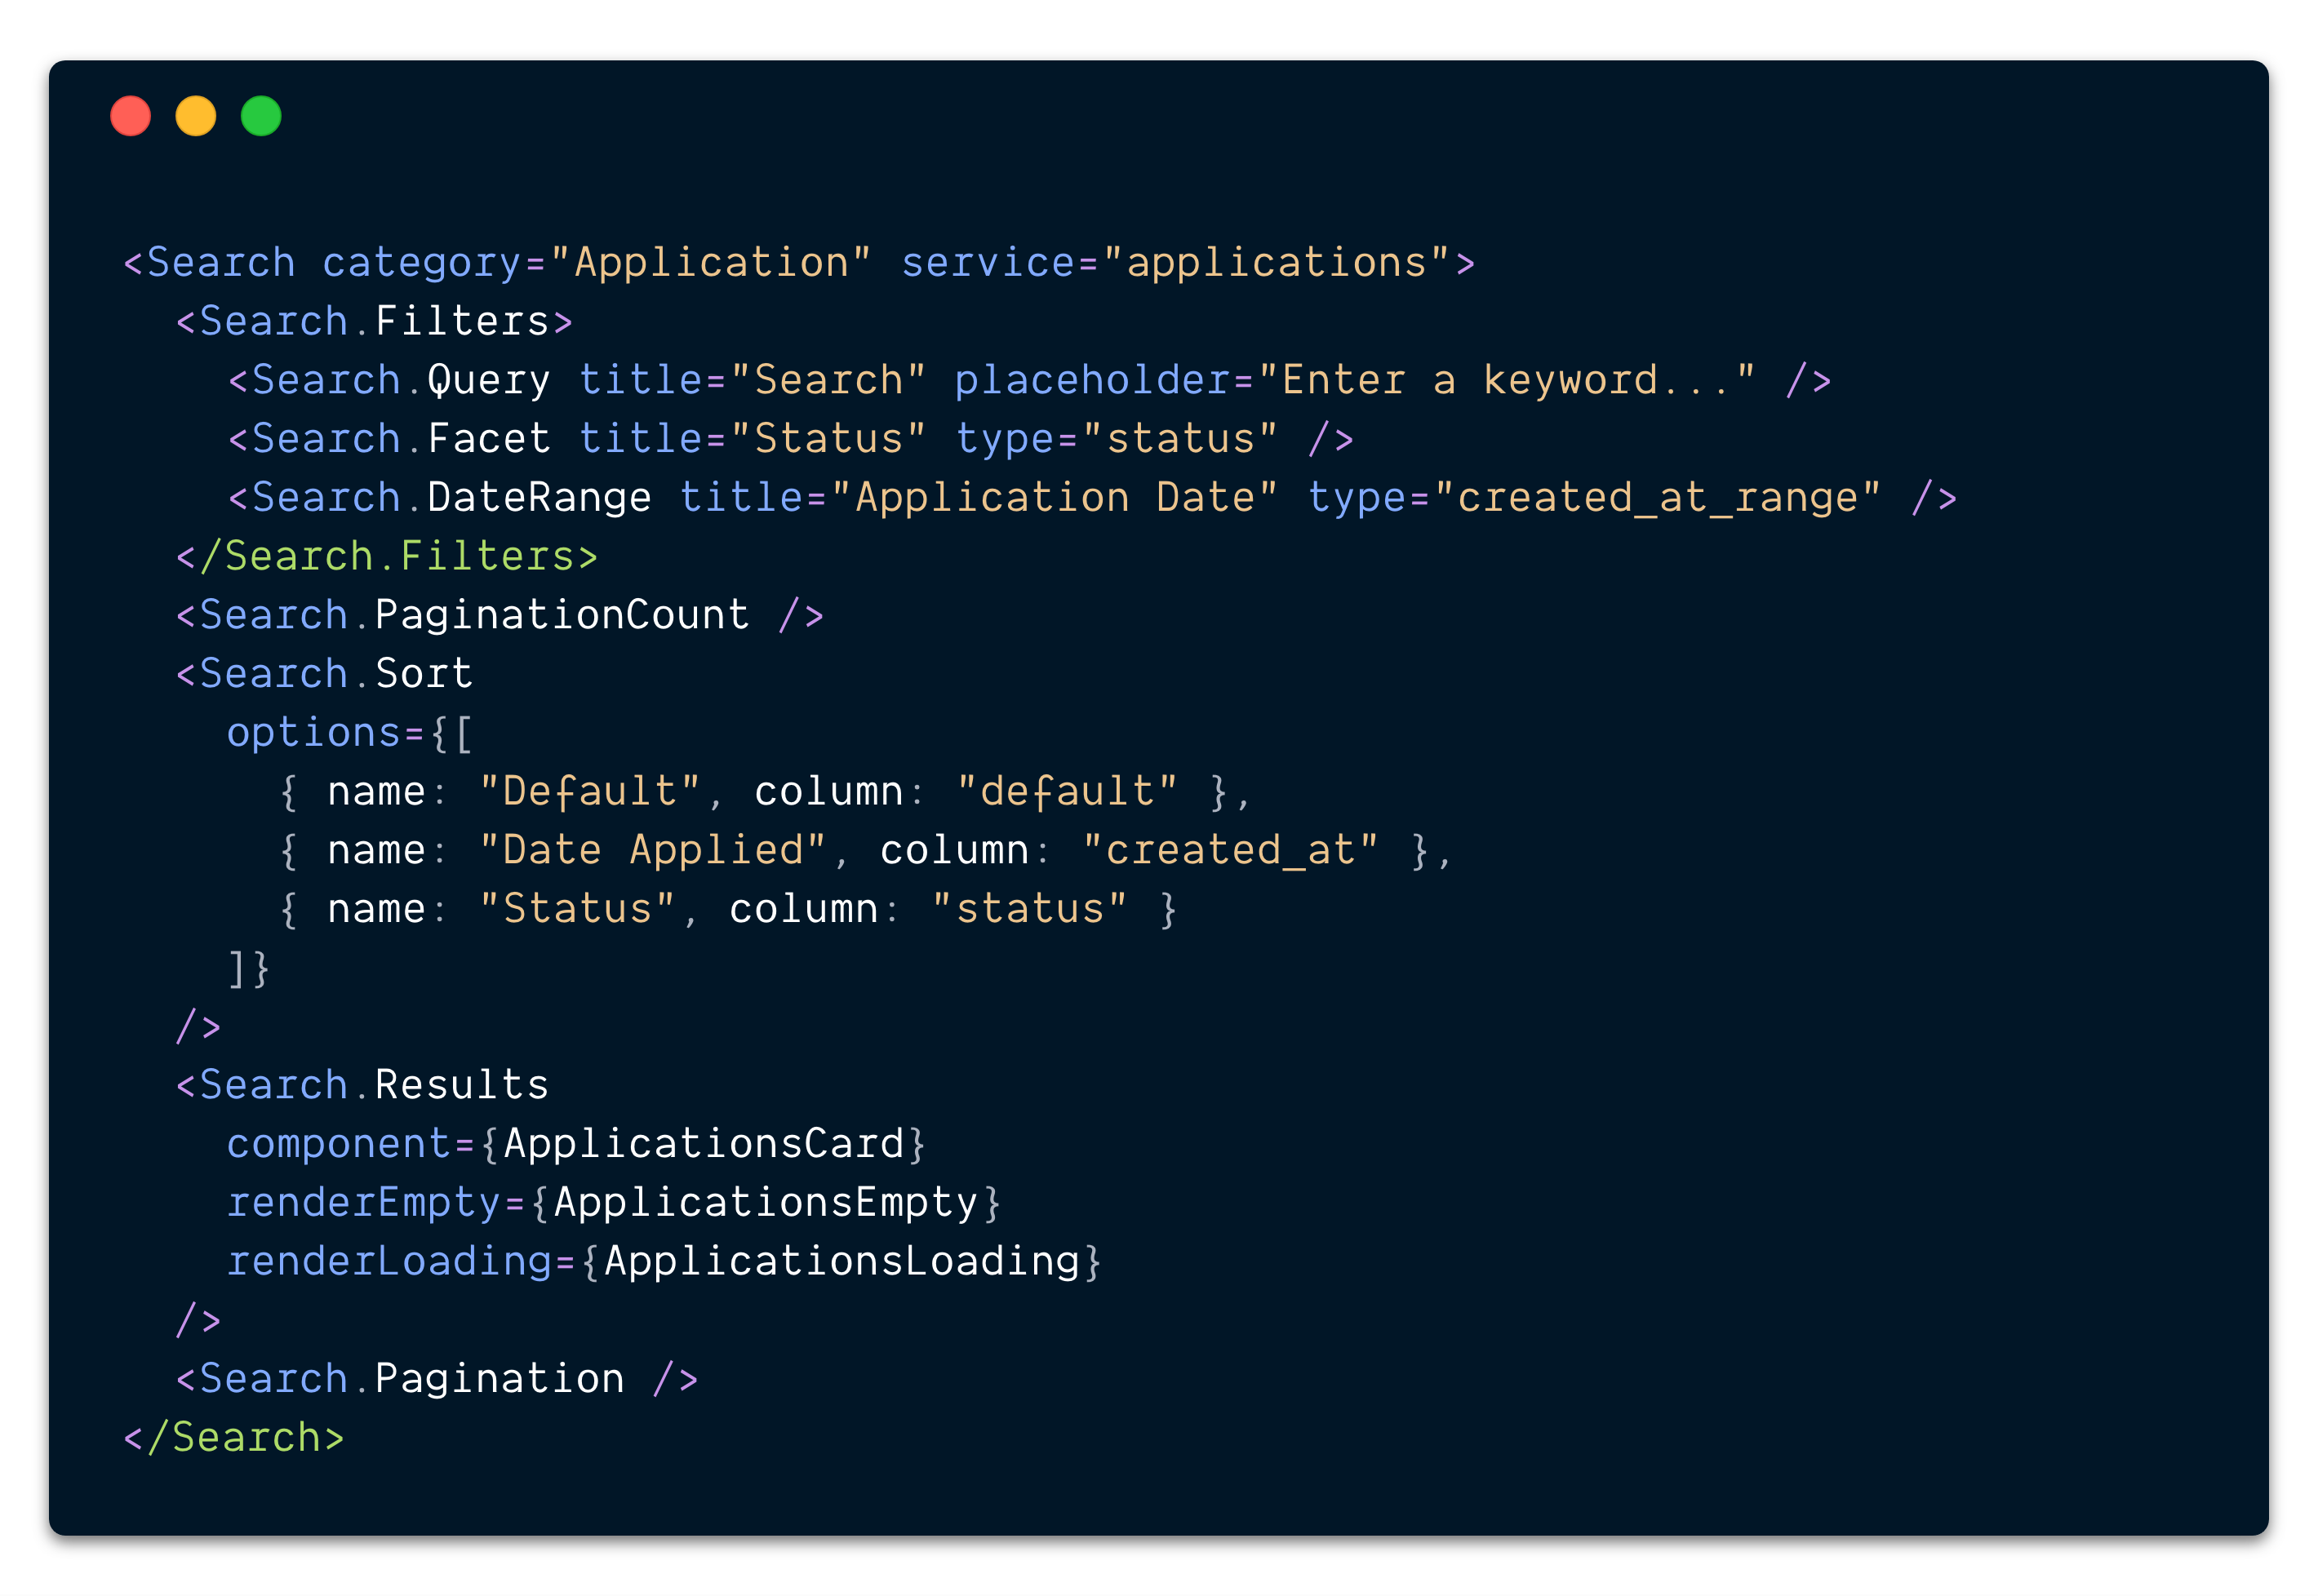 <Search category="Application" service="applications">
  <Search.Filters>
    <Search.Query title="Search" placeholder="Enter a keyword..." />
    <Search.Facet title="Status" type="status" />
    <Search.DateRange title="Application Date" type="created_at_range" />
  </Search.Filters>
  <Search.PaginationCount />
  <Search.Sort
    options={[
      { name: "Default", column: "default" },
      { name: "Date Applied", column: "created_at" },
      { name: "Status", column: "status" }
    ]}
  />
  <Search.Results
    component={ApplicationsCard}
    renderEmpty={ApplicationsEmpty}
    renderLoading={ApplicationsLoading}
  />
  <Search.Pagination />
</Search>